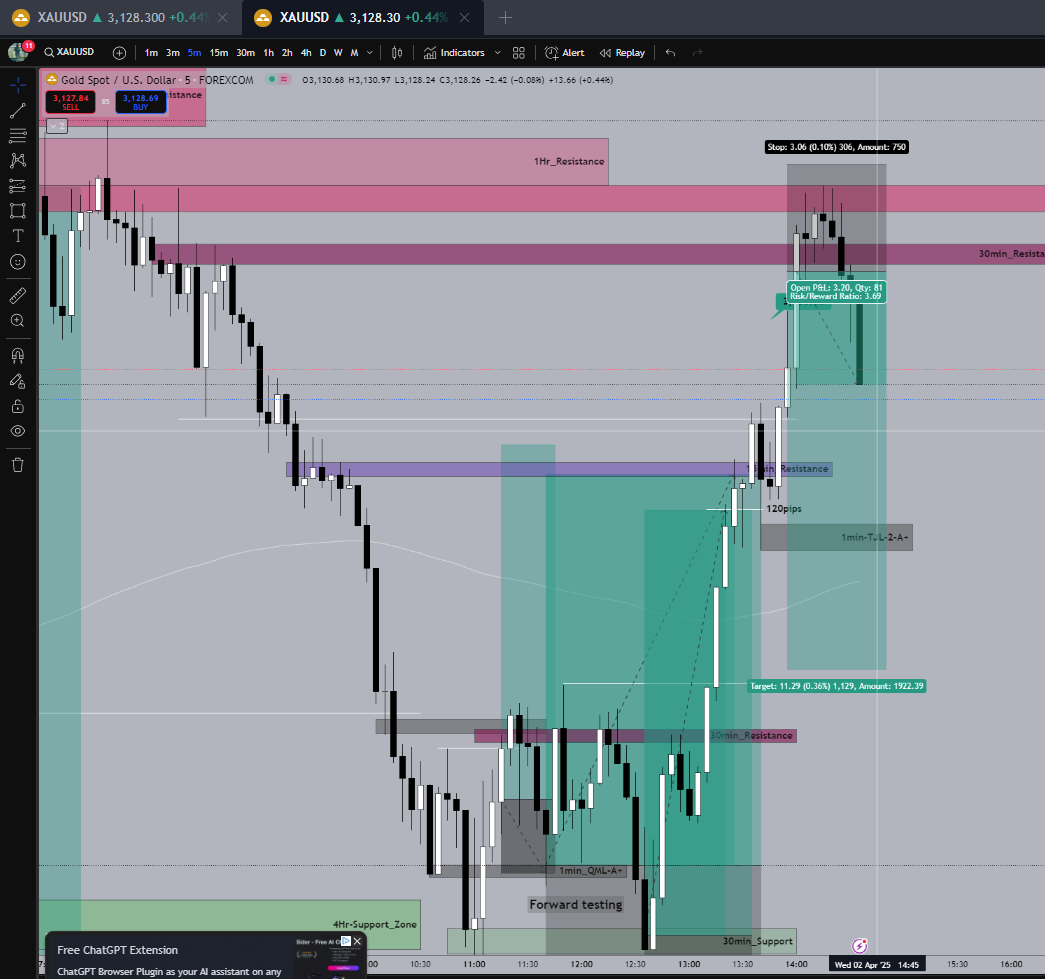 XAUUSD ▲ 3,128.300 +0.44%
XAUUSD ▲ 3,128.30 +0.44%
11
XAUUSD
1m 3m 5m 15m 30m 1h 2h 4h D W M
Indicators
Alert
Replay
Gold Spot / U.S. Dollar · 5 · FOREXCOM
O3,130.68 H3,130.97 L3,128.24 C3,128.26 −2.42 (−0.08%) +13.66 (+0.44%)
3,127.84
SELL
85
3,128.69
BUY
istance
2
Stop: 3.06 (0.10%) 306, Amount: 750
1Hr_Resistance
30min_Resista
Open P&L: 3.20, Qty: 81
Risk/Reward Ratio: 3.69
15min_Resistance
120pips
1min-TJL-2-A+
Target: 11.29 (0.36%) 1,129, Amount: 1922.39
30min_Resistance
1min_QML-A+
Forward testing
4Hr-Support_Zone
30min_Support
Free ChatGPT Extension
ChatGPT Browser Plugin as your AI assistant on any
Sider - Free AI
10:30 11:00 11:30 12:00 12:30 13:00 13:30 14:00 Wed 02 Apr '25 14:45 15:30 16:00